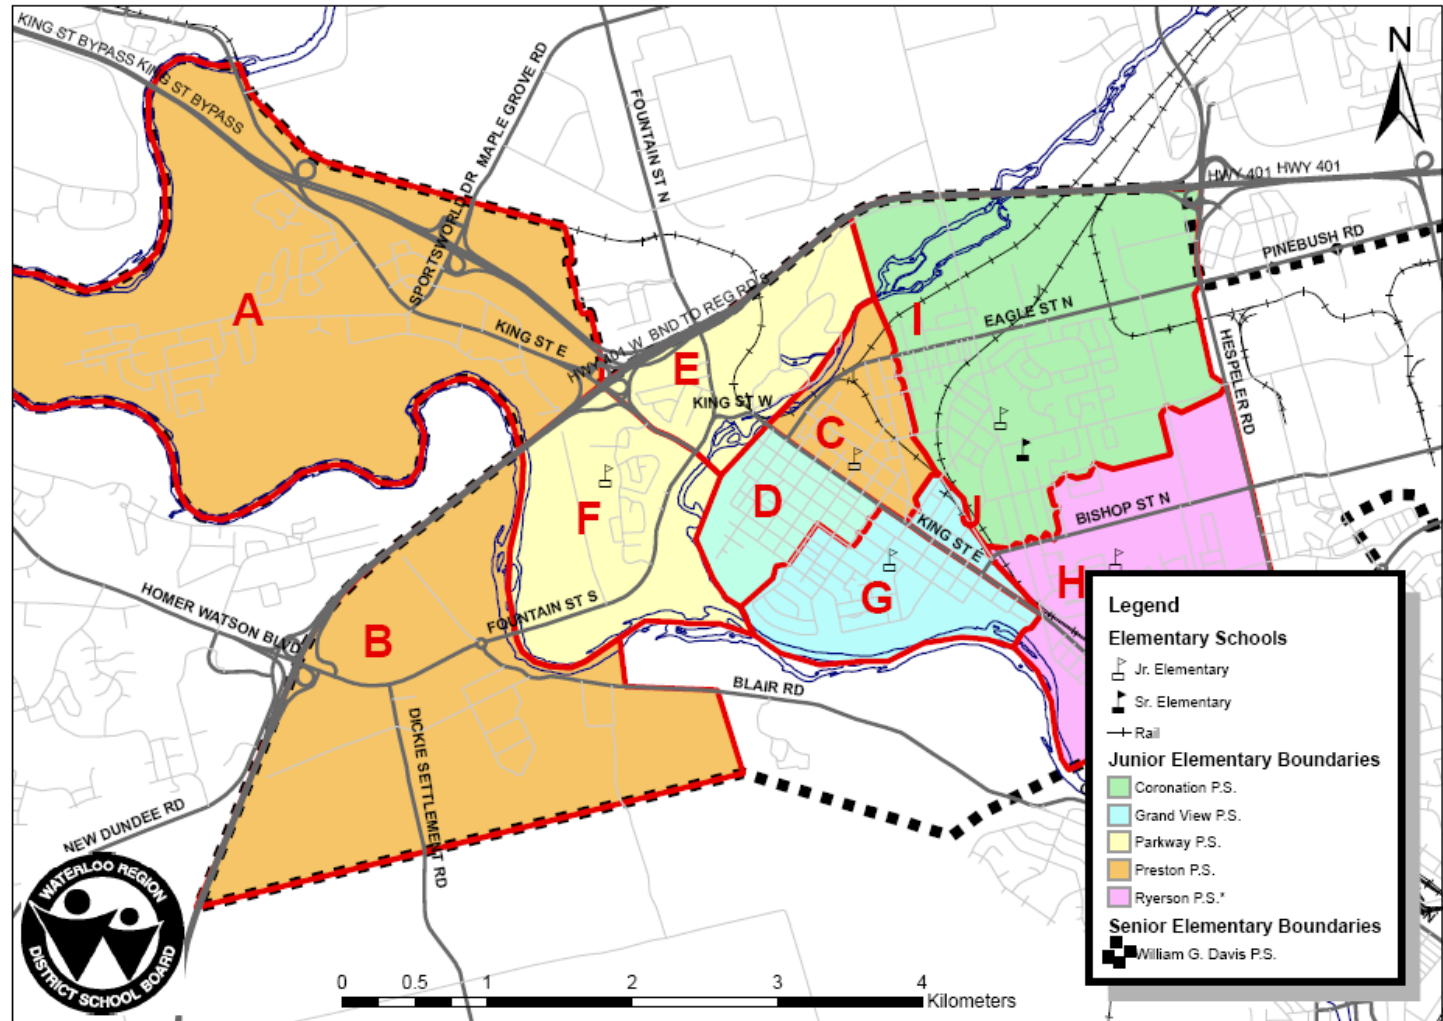 KING ST BYPASS
KING ST BYPASS
MAPLE GROVE RD
SPORTSWORLD DR
FOUNTAIN ST N
N
HWY 401
HWY 401
PINEBUSH RD
A
I
EAGLE ST N
KING ST E
HWY 401 W BND TO REG RD
E
HESPELER RD
KING ST W
C
D
J
F
BISHOP ST N
KING ST E
H
G
HOMER WATSON BLVD
FOUNTAIN ST S
B
BLAIR RD
DICKIE SETTLEMENT RD
NEW DUNDEE RD
WATERLOO REGION
DISTRICT SCHOOL BOARD
0
0.5
1
2
3
4
Kilometers
Legend
Elementary Schools
Jr. Elementary
Sr. Elementary
Rail
Junior Elementary Boundaries
Coronation P.S.
Grand View P.S.
Parkway P.S.
Preston P.S.
Ryerson P.S.*
Senior Elementary Boundaries
William G. Davis P.S.